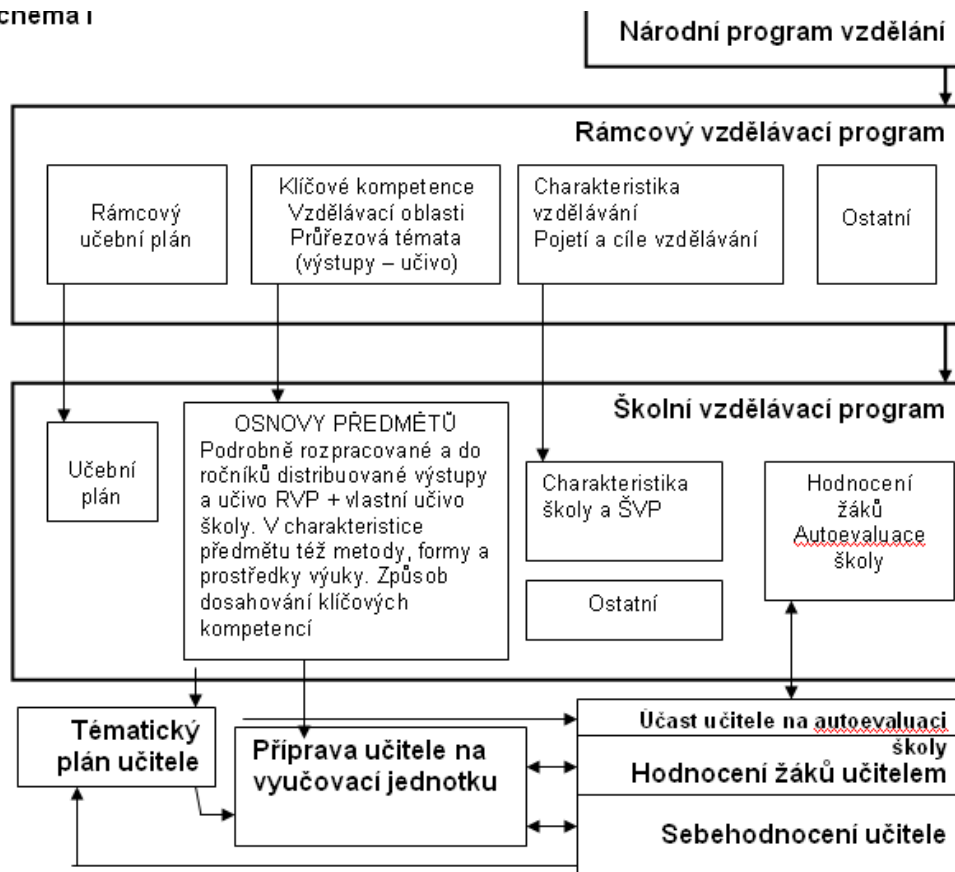 chéma I
Národní program vzdělání
Rámcový vzdělávací program
Rámcový
učební plán
Klíčové kompetence
Vzdělávací oblasti
Průřezová témata
(výstupy – učivo)
Charakteristika
vzdělávání
Pojetí a cíle vzdělávání
Ostatní
Školní vzdělávací program
Učební
plán
OSNOVY PŘEDMĚTŮ
Podrobně rozpracované a do
ročníků distribuované výstupy
a učivo RVP + vlastní učivo
školy. V charakteristice
předmětu též metody, formy a
prostředky výuky. Způsob
dosahování klíčových
kompetencí
Charakteristika
školy a ŠVP
Ostatní
Hodnocení
žáků
Autoevaluace
školy
Tématický
plán učitele
Příprava učitele na
vyučovací jednotku
Účast učitele na autoevaluaci
školy
Hodnocení žáků učitelem
Sebehodnocení učitele